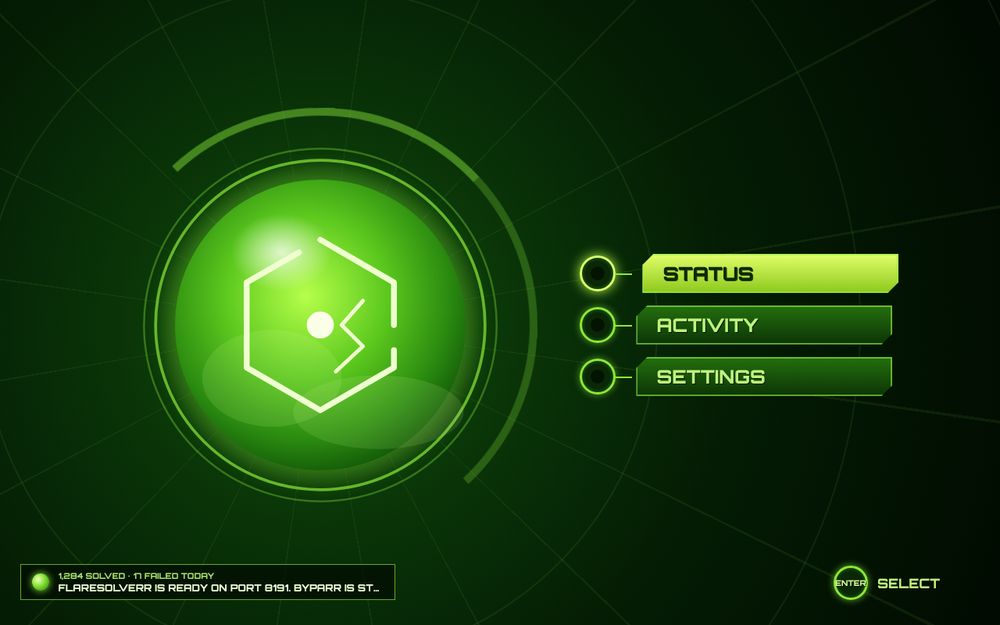 STATUS
ACTIVITY
SETTINGS
1,284 SOLVED · 17 FAILED TODAY
FLARESOLVERR IS READY ON PORT 8191. BYPARR IS ST...
ENTER SELECT